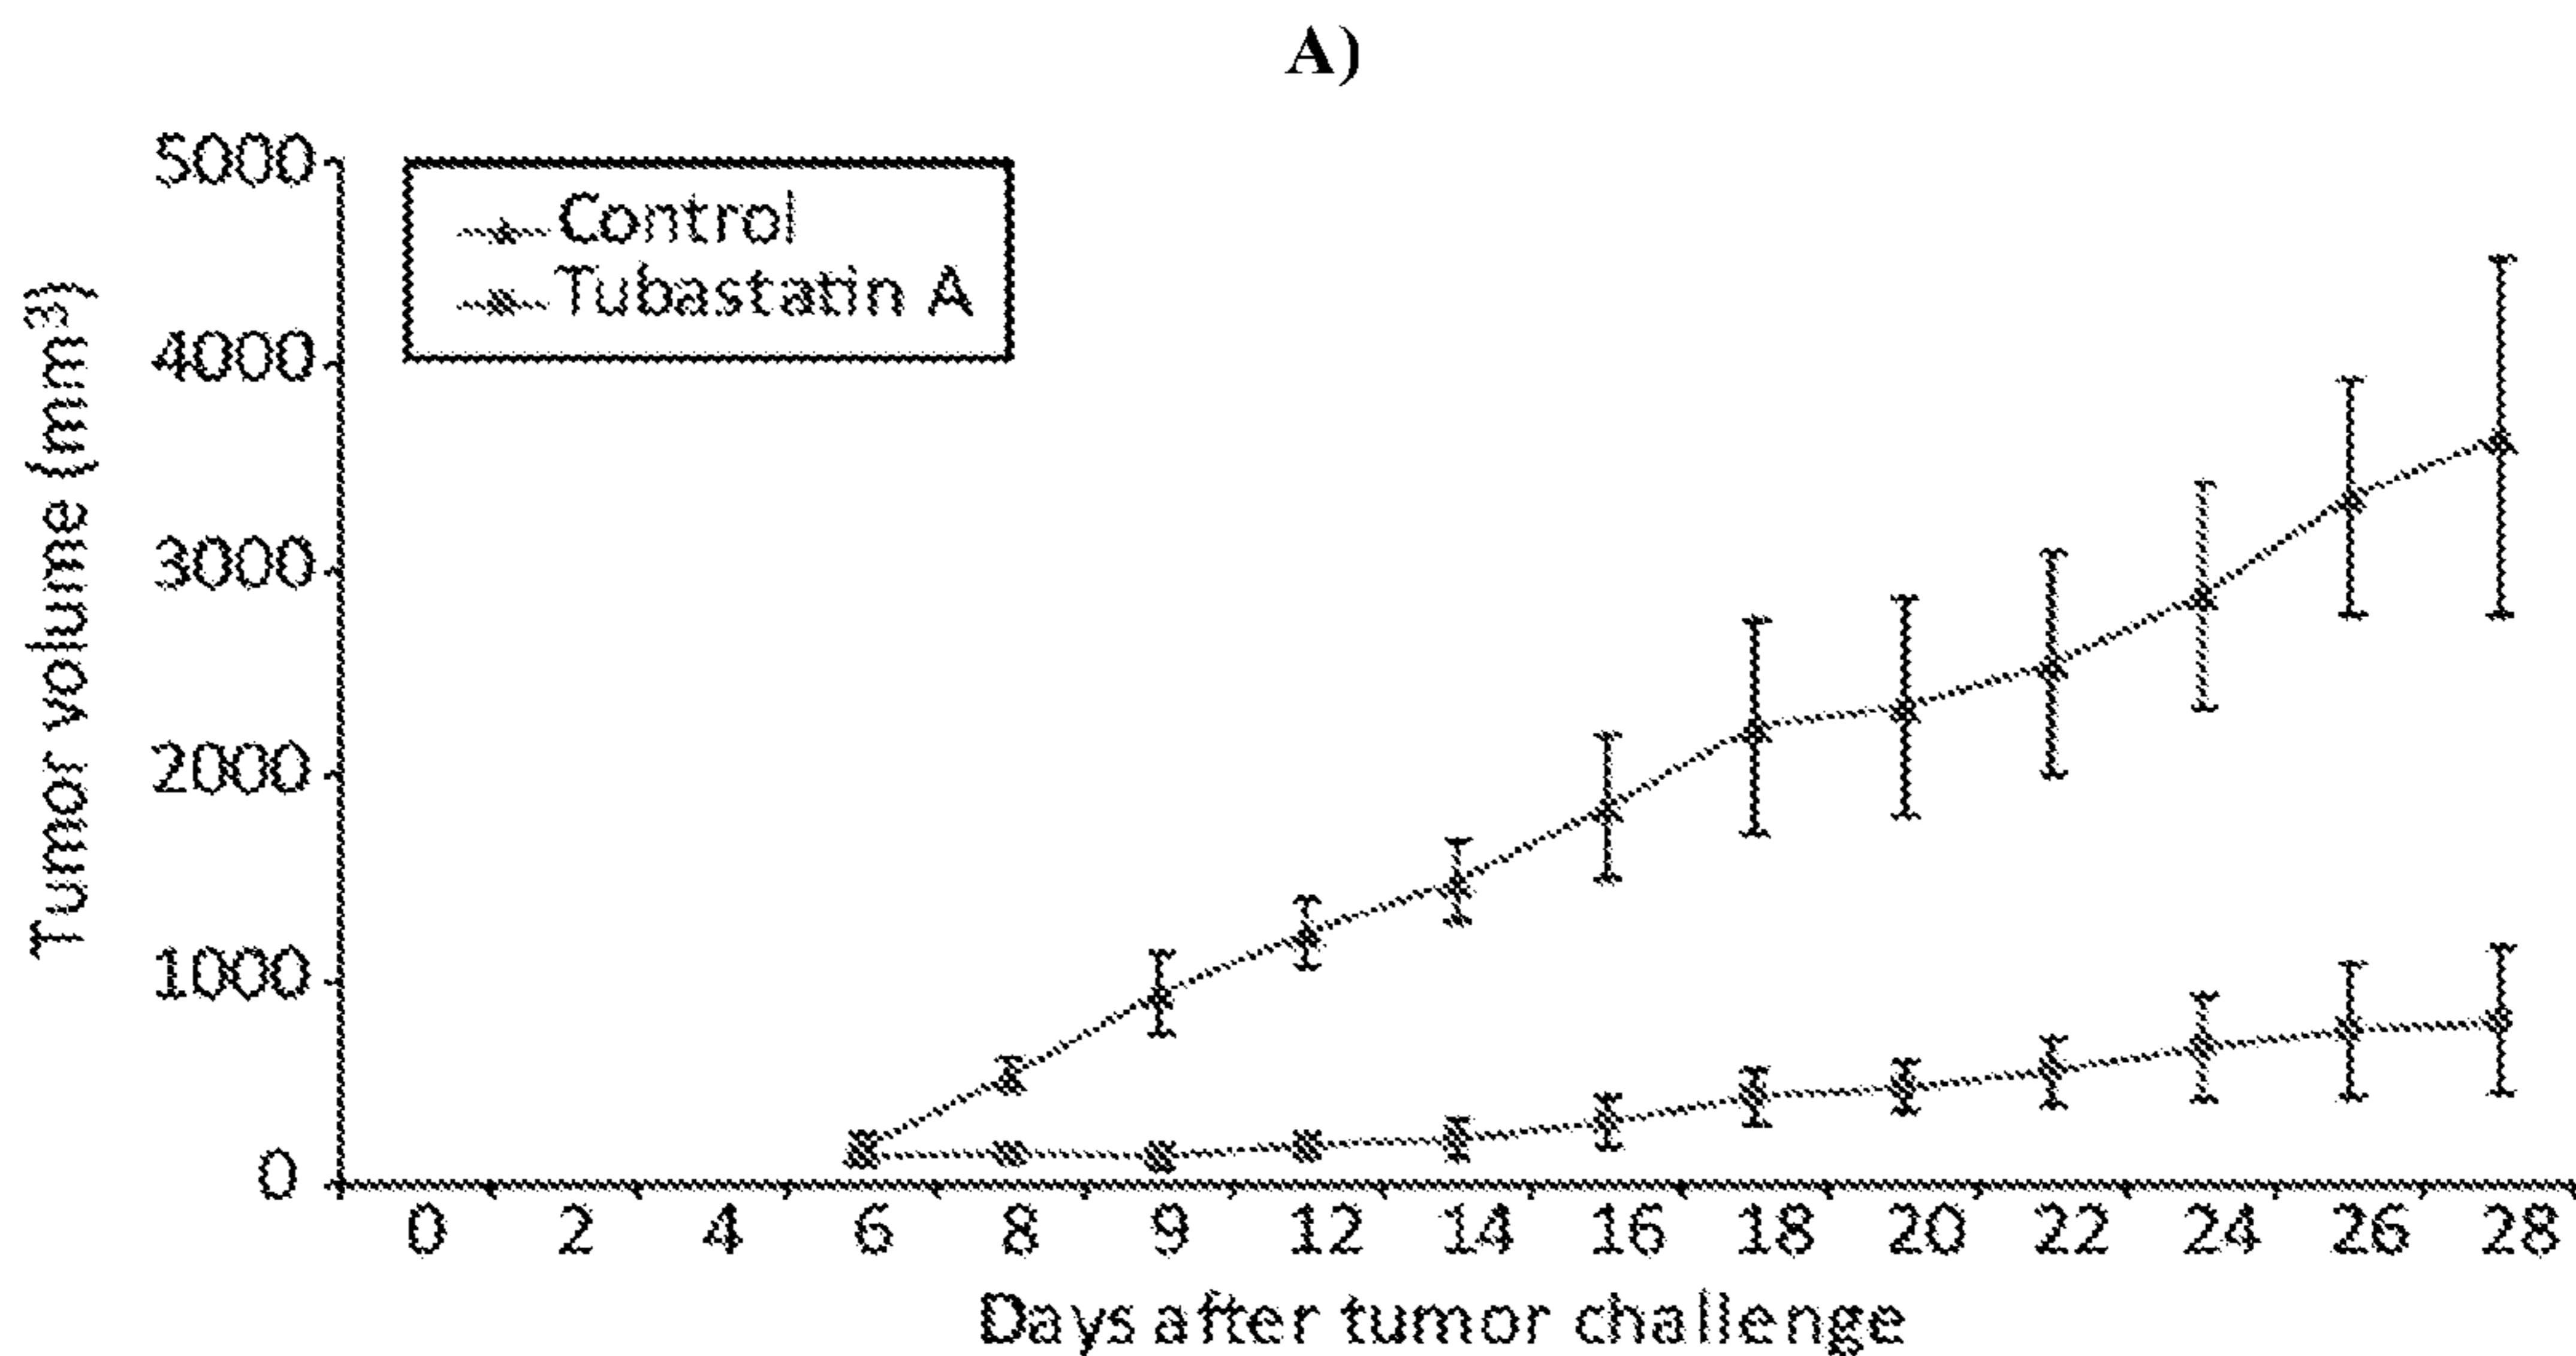 A)
Tumor volume (mm³)
5000
4000
3000
2000
1000
0
Control
Tubastatin A
0 2 4 6 8 9 12 14 16 18 20 22 24 26 28
Days after tumor challenge